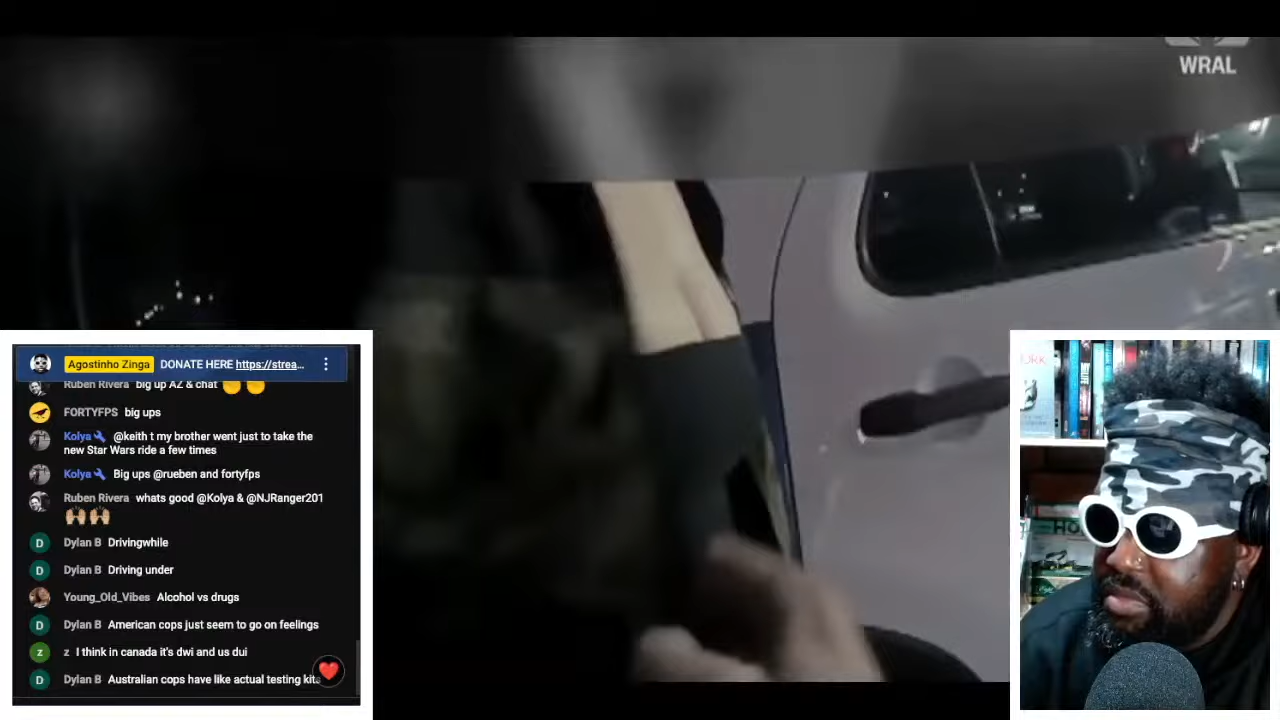 WRAL
Agostinho Zinga DONATE HERE https://strea...
Ruben Rivera big up AZ & chat
FORTYFPS big ups
Kolya @keith t my brother went just to take the
new Star Wars ride a few times
Kolya Big ups @rueben and fortyfps
Ruben Rivera whats good @Kolya & @NJRanger201
D Dylan B Drivingwhile
D Dylan B Driving under
Young_Old_Vibes Alcohol vs drugs
D Dylan B American cops just seem to go on feelings
z z I think in canada it's dwi and us dui
D Dylan B Australian cops have like actual testing kits